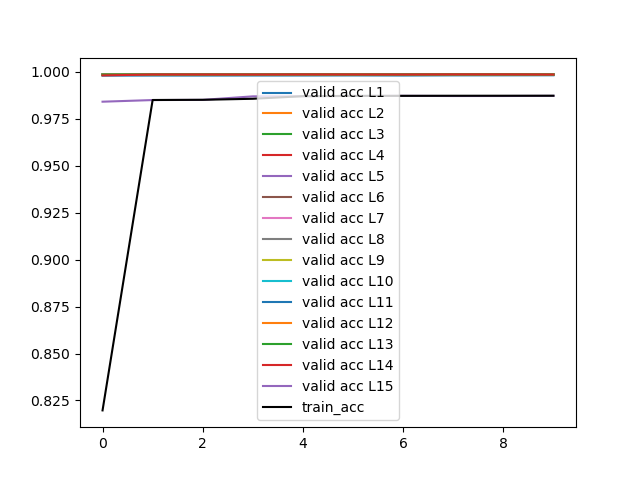 1.000
0.975
0.950
0.925
0.900
0.875
0.850
0.825
0 2 4 6 8
valid acc L1
valid acc L2
valid acc L3
valid acc L4
valid acc L5
valid acc L6
valid acc L7
valid acc L8
valid acc L9
valid acc L10
valid acc L11
valid acc L12
valid acc L13
valid acc L14
valid acc L15
train_acc